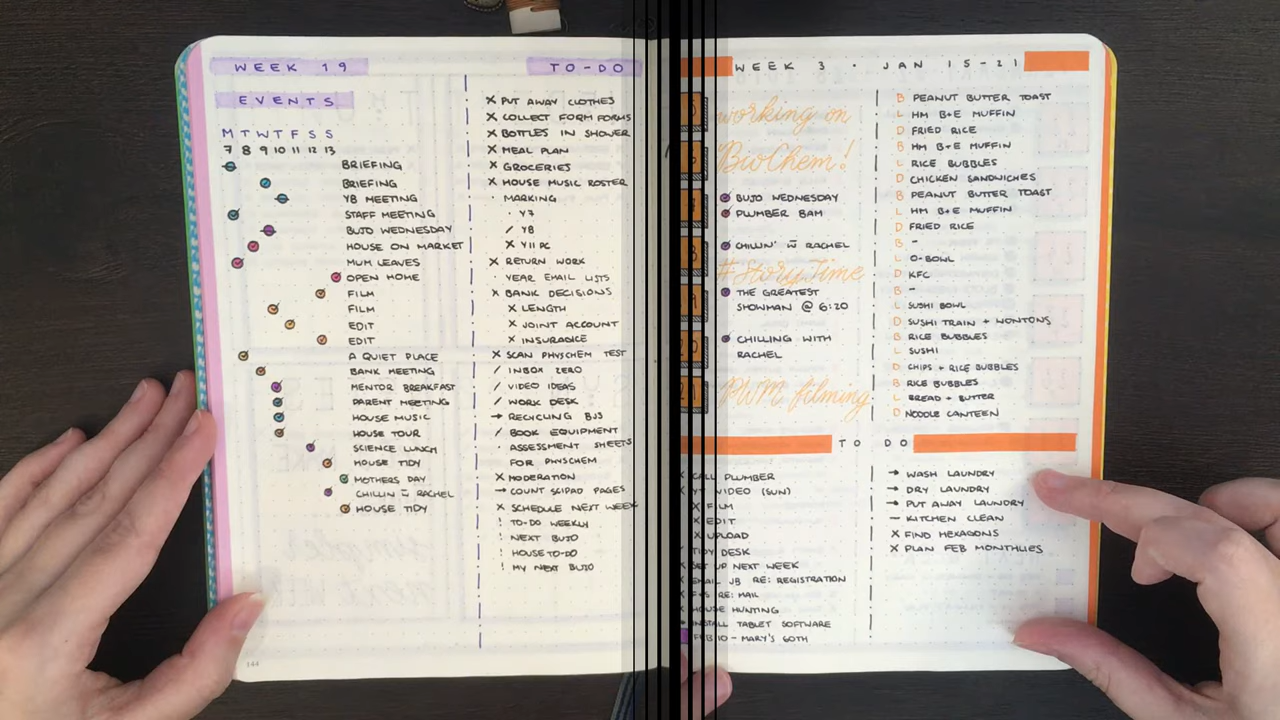 WEEK 19
EVENTS
M T W T F S S
7 8 9 10 11 12 13
BRIEFING
BRIEFING
Y8 MEETING
STAFF MEETING
BUJO WEDNESDAY
HOUSE ON MARKET
MUM LEAVES
OPEN HOME
FILM
FILM
EDIT
EDIT
A QUIET PLACE
BANK MEETING
MENTOR BREAKFAST
PARENT MEETING
HOUSE MUSIC
HOUSE TOUR
SCIENCE LUNCH
HOUSE TIDY
MOTHERS DAY
CHILLIN W RACHEL
HOUSE TIDY
144
TO-DO
X PUT AWAY CLOTHES
X COLLECT FORM FORMS
X BOTTLES IN SHOWER
X MEAL PLAN
X GROCERIES
X HOUSE MUSIC ROSTER
· MARKING
· Y7
/ Y8
X Y11 PC
X RETURN WORK
· YEAR EMAIL LISTS
X BANK DECISIONS
X LENGTH
X JOINT ACCOUNT
X INSURANCE
X SCAN PHYSCHEM TEST
/ INBOX ZERO
/ VIDEO IDEAS
/ WORK DESK
→ RECYCLING BJS
/ BOOK EQUIPMENT
· ASSESSMENT SHEETS
FOR PHYSCHEM
X MODERATION
→ COUNT SCIPAD PAGES
X SCHEDULE NEXT WEEK
! TO-DO WEEKLY
! NEXT BUJO
! HOUSE TO-DO
! MY NEXT BUJO
WEEK 3 · JAN 15-21
working on
BioChem!
BUJO WEDNESDAY
PLUMBER 8AM
CHILLIN' W RACHEL
#StoryTime
THE GREATEST
SHOWMAN @ 6:20
20
CHILLING WITH
RACHEL
21
PWM filming
B PEANUT BUTTER TOAST
L HM B+E MUFFIN
D FRIED RICE
B HM B+E MUFFIN
L RICE BUBBLES
D CHICKEN SANDWICHES
B PEANUT BUTTER TOAST
L HM B+E MUFFIN
D FRIED RICE
B -
L O-BOWL
D KFC
B -
L SUSHI BOWL
D SUSHI TRAIN + WONTONS
B RICE BUBBLES
L SUSHI
D CHIPS + RICE BUBBLES
B RICE BUBBLES
L BREAD + BUTTER
D NOODLE CANTEEN
TO DO
X CALL PLUMBER
X YT VIDEO (SUN)
X FILM
X EDIT
X UPLOAD
TIDY DESK
X SET UP NEXT WEEK
X EMAIL JB RE: REGISTRATION
X F+S RE: MAIL
X HOUSE HUNTING
INSTALL TABLET SOFTWARE
FEB 10 - MARY'S 60TH
→ WASH LAUNDRY
→ DRY LAUNDRY
→ PUT AWAY LAUNDRY
— KITCHEN CLEAN
X FIND HEXAGONS
X PLAN FEB MONTHLIES